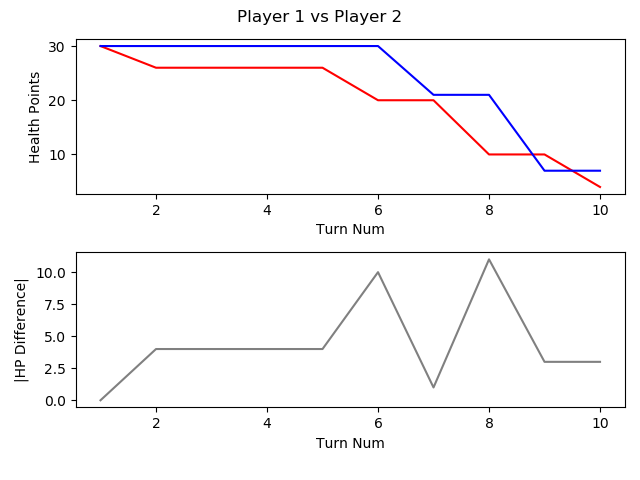 Player 1 vs Player 2
30
20
10
Health Points
2 4 6 8 10
Turn Num
10.0
7.5
5.0
2.5
0.0
|HP Difference|
2 4 6 8 10
Turn Num